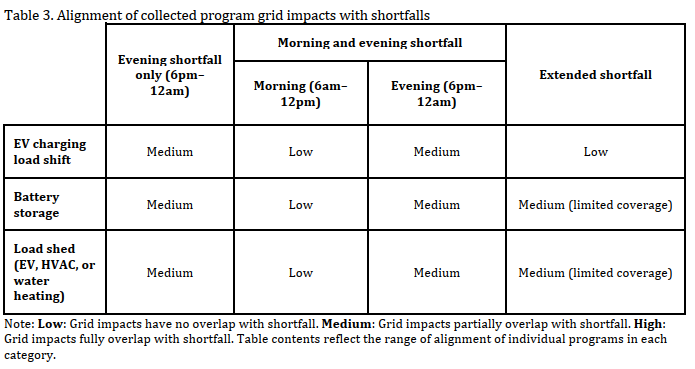 Table 3. Alignment of collected program grid impacts with shortfalls
Evening shortfall
only (6pm–
12am)
Morning and evening shortfall
Morning (6am–
12pm)
Evening (6pm–
12am)
Extended shortfall
EV charging
load shift
Medium
Low
Medium
Low
Battery
storage
Medium
Low
Medium
Medium (limited coverage)
Load shed
(EV, HVAC, or
water
heating)
Medium
Low
Medium
Medium (limited coverage)
Note: Low: Grid impacts have no overlap with shortfall. Medium: Grid impacts partially overlap with shortfall. High:
Grid impacts fully overlap with shortfall. Table contents reflect the range of alignment of individual programs in each
category.